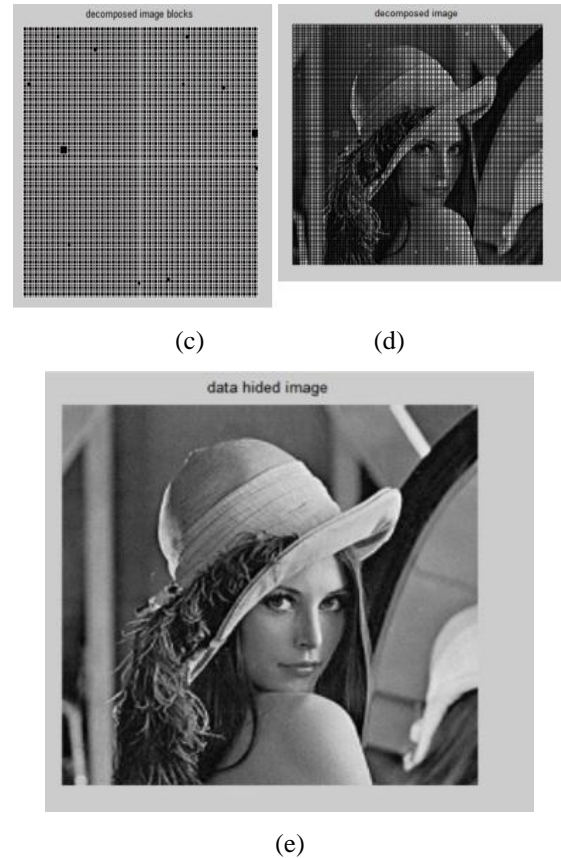 decomposed image blocks
decomposed image
(c)
(d)
data hided image
(e)